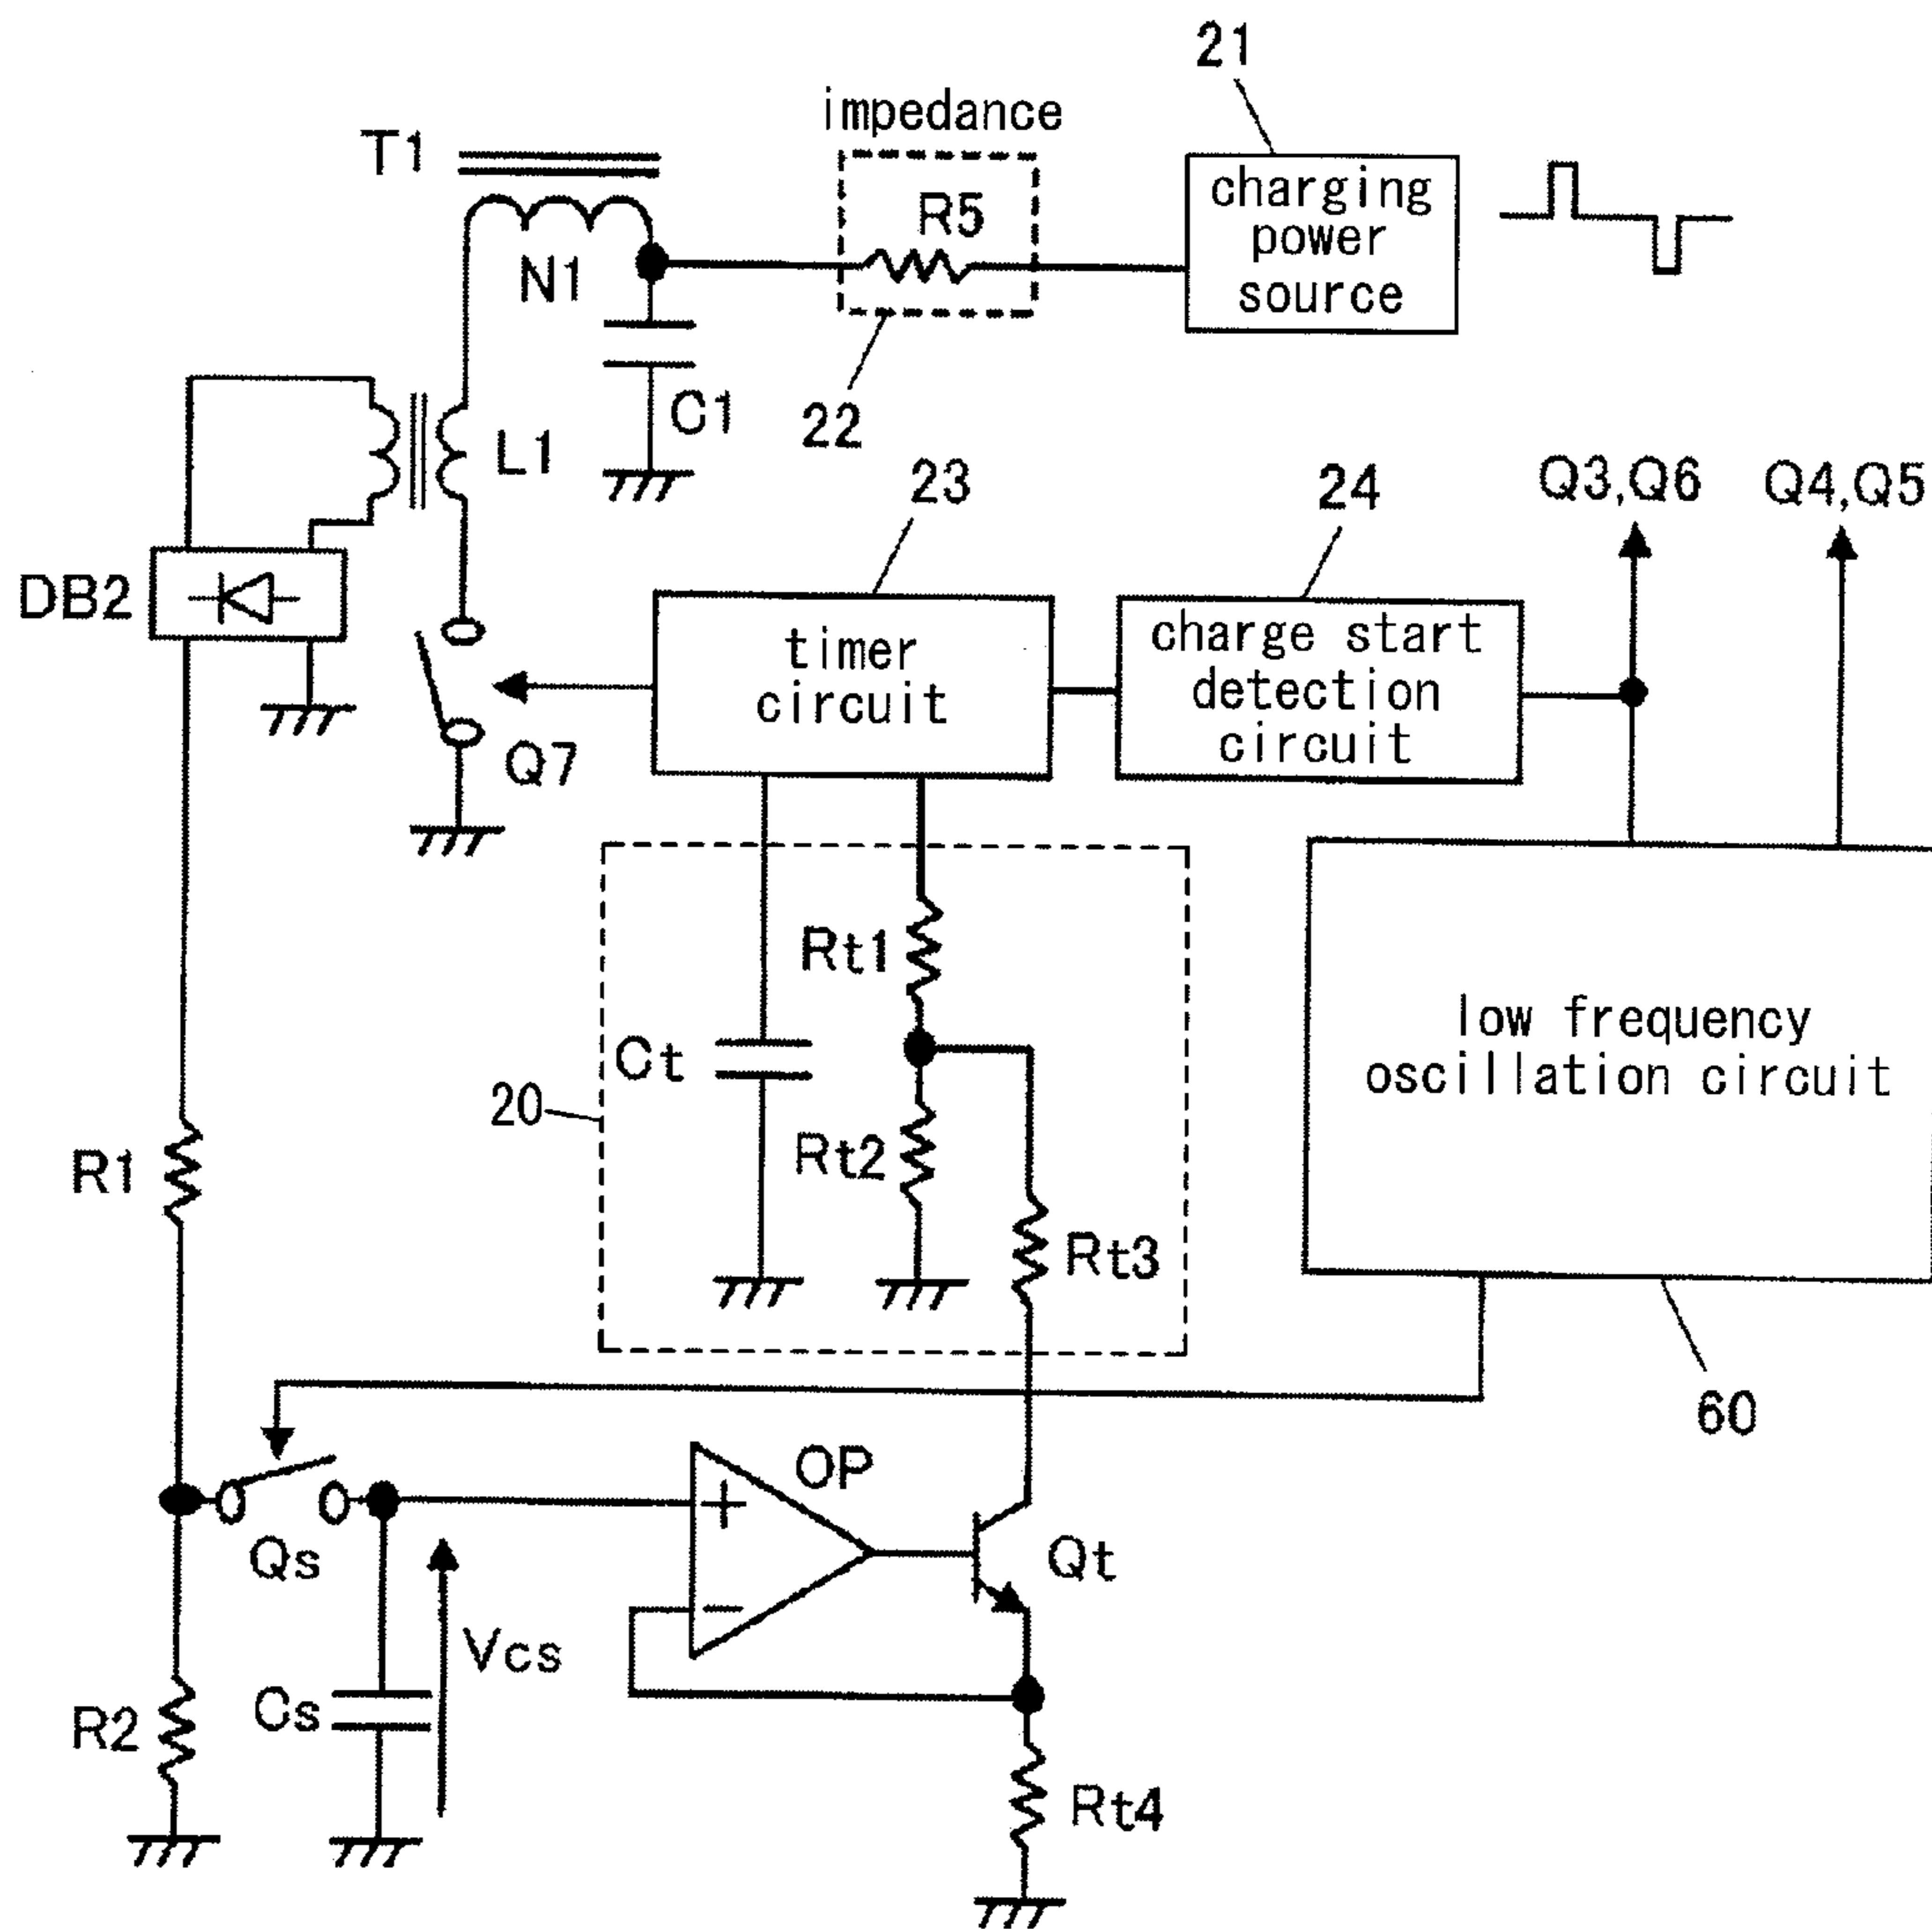 21
impedance
T1
charging
power
source
R5
N1
C1
22
L1
23
24
Q3,Q6
Q4,Q5
DB2
timer
circuit
charge start
detection
circuit
Q7
Rt1
low frequency
oscillation circuit
Ct
20
Rt2
R1
Rt3
60
OP
+
Qs
Qt
−
Vcs
Cs
R2
Rt4